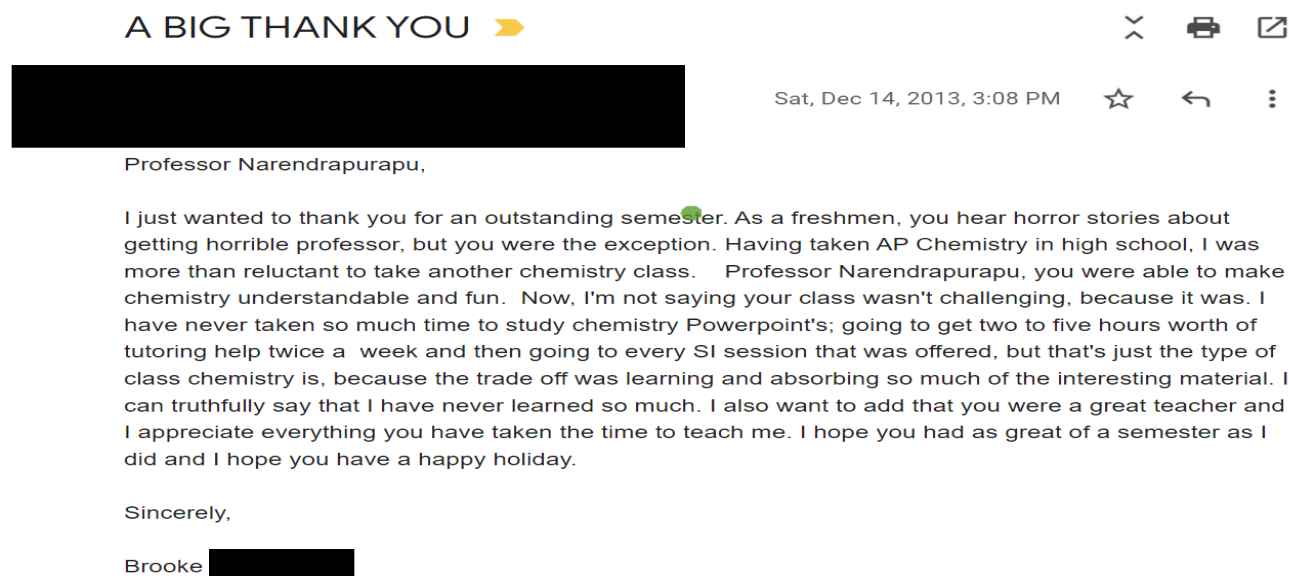 A BIG THANK YOU
Sat, Dec 14, 2013, 3:08 PM
Professor Narendrapurapu,
I just wanted to thank you for an outstanding semester. As a freshmen, you hear horror stories about
getting horrible professor, but you were the exception. Having taken AP Chemistry in high school, I was
more than reluctant to take another chemistry class.    Professor Narendrapurapu, you were able to make
chemistry understandable and fun.  Now, I'm not saying your class wasn't challenging, because it was. I
have never taken so much time to study chemistry Powerpoint's; going to get two to five hours worth of
tutoring help twice a  week and then going to every SI session that was offered, but that's just the type of
class chemistry is, because the trade off was learning and absorbing so much of the interesting material. I
can truthfully say that I have never learned so much. I also want to add that you were a great teacher and
I appreciate everything you have taken the time to teach me. I hope you had as great of a semester as I
did and I hope you have a happy holiday.
Sincerely,
Brooke